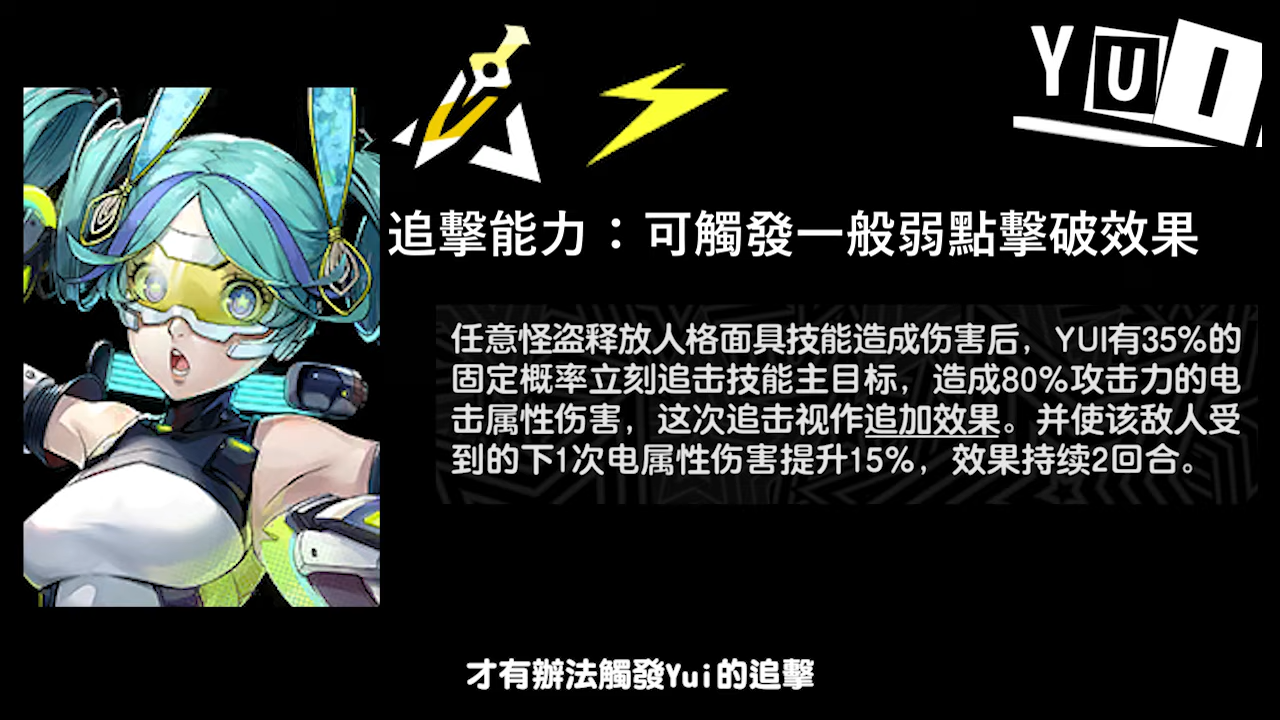 YUI
追擊能力：可觸發一般弱點擊破效果
任意怪盗释放人格面具技能造成伤害后，YUI有35%的
固定概率立刻追击技能主目标，造成80%攻击力的电
击属性伤害，这次追击视作追加效果。并使该敌人受
到的下1次电属性伤害提升15%，效果持续2回合。
才有辦法觸發Yui的追擊